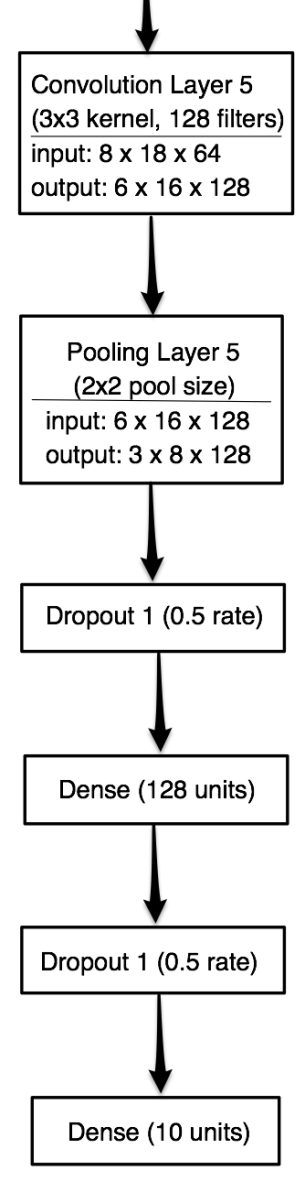 Convolution Layer 5
(3x3 kernel, 128 filters)
input: 8 x 18 x 64
output: 6 x 16 x 128
Pooling Layer 5
(2x2 pool size)
input: 6 x 16 x 128
output: 3 x 8 x 128
Dropout 1 (0.5 rate)
Dense (128 units)
Dropout 1 (0.5 rate)
Dense (10 units)